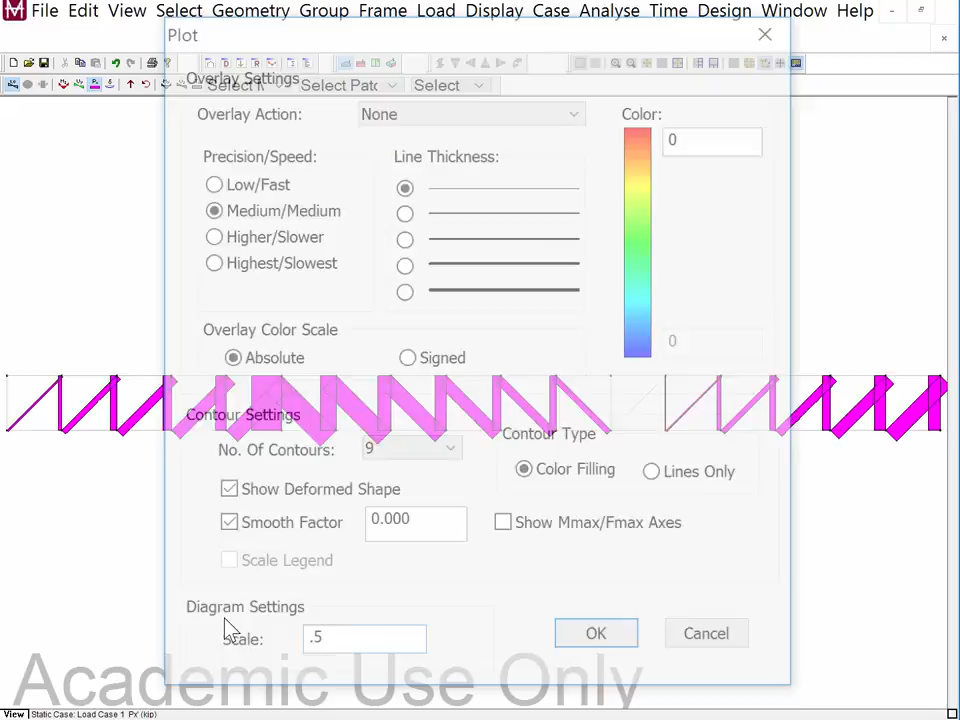 File Edit View Select Geometry Group Frame Load Display Case Analyse Time Design Window Help
Plot
Overlay Settings
Select Patc
Select
Overlay Action:
None
Color:
0
Precision/Speed:
Line Thickness:
Low/Fast
Medium/Medium
Higher/Slower
Highest/Slowest
0
Overlay Color Scale
Absolute
Signed
Contour Settings
No. Of Contours:
9
Contour Type
Color Filling
Lines Only
Show Deformed Shape
Smooth Factor
0.000
Show Mmax/Fmax Axes
Scale Legend
Diagram Settings
Scale:
.5
OK
Cancel
Academic Use Only
View
Static Case: Load Case 1 Px' (kip)